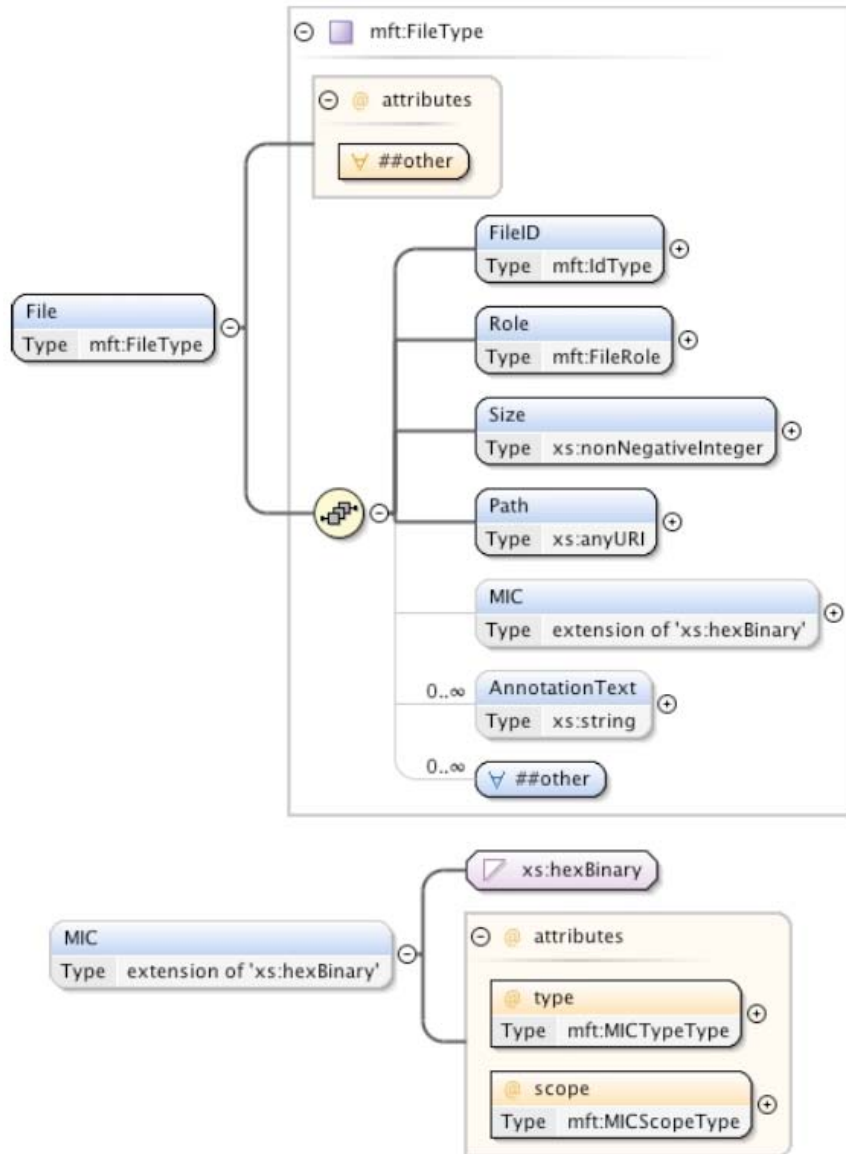 mft:FileType
@ attributes
∀ ##other
FileID
Type mft:IdType
Role
Type mft:FileRole
File
Type mft:FileType
Size
Type xs:nonNegativeInteger
Path
Type xs:anyURI
MIC
Type extension of 'xs:hexBinary'
0..∞ AnnotationText
Type xs:string
0..∞
∀ ##other
xs:hexBinary
MIC
Type extension of 'xs:hexBinary'
@ attributes
@ type
Type mft:MICTypeType
@ scope
Type mft:MICScopeType